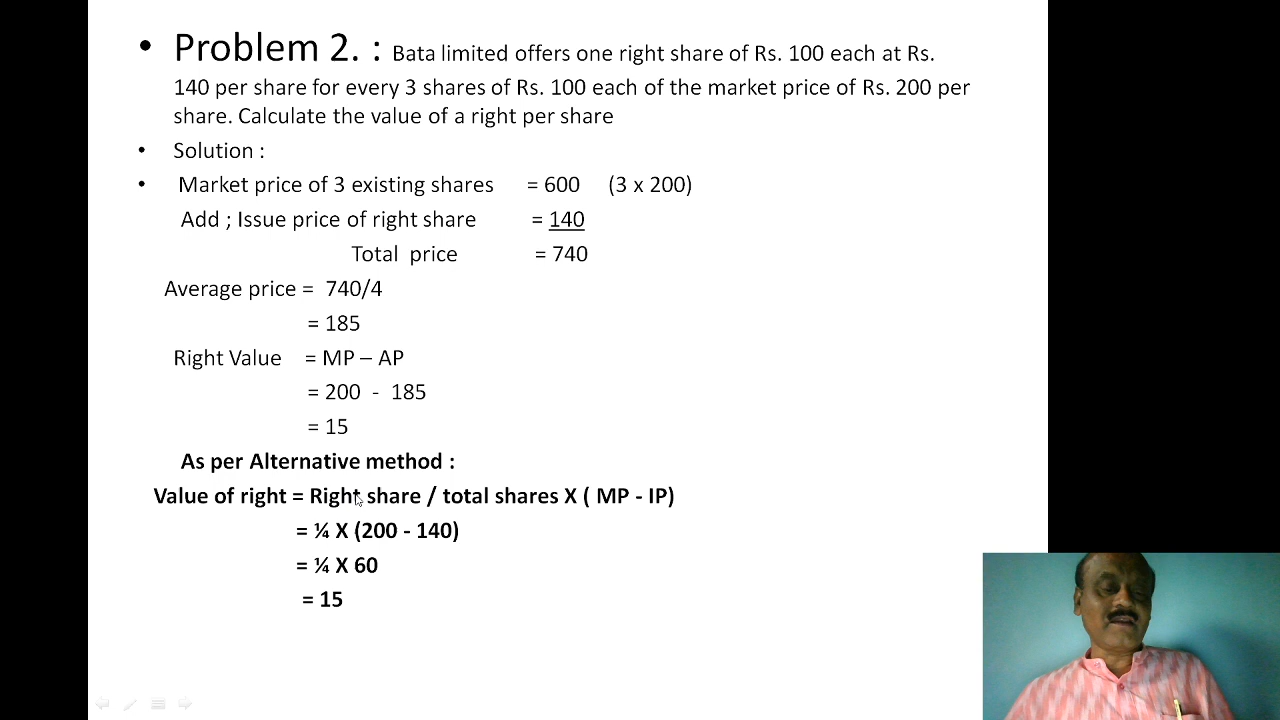 • Problem 2. : Bata limited offers one right share of Rs. 100 each at Rs.
140 per share for every 3 shares of Rs. 100 each of the market price of Rs. 200 per
share. Calculate the value of a right per share
• Solution :
• Market price of 3 existing shares = 600 (3 x 200)
Add ; Issue price of right share = 140
Total price = 740
Average price = 740/4
= 185
Right Value = MP – AP
= 200 - 185
= 15
As per Alternative method :
Value of right = Right share / total shares X ( MP - IP)
= ¼ X (200 - 140)
= ¼ X 60
= 15